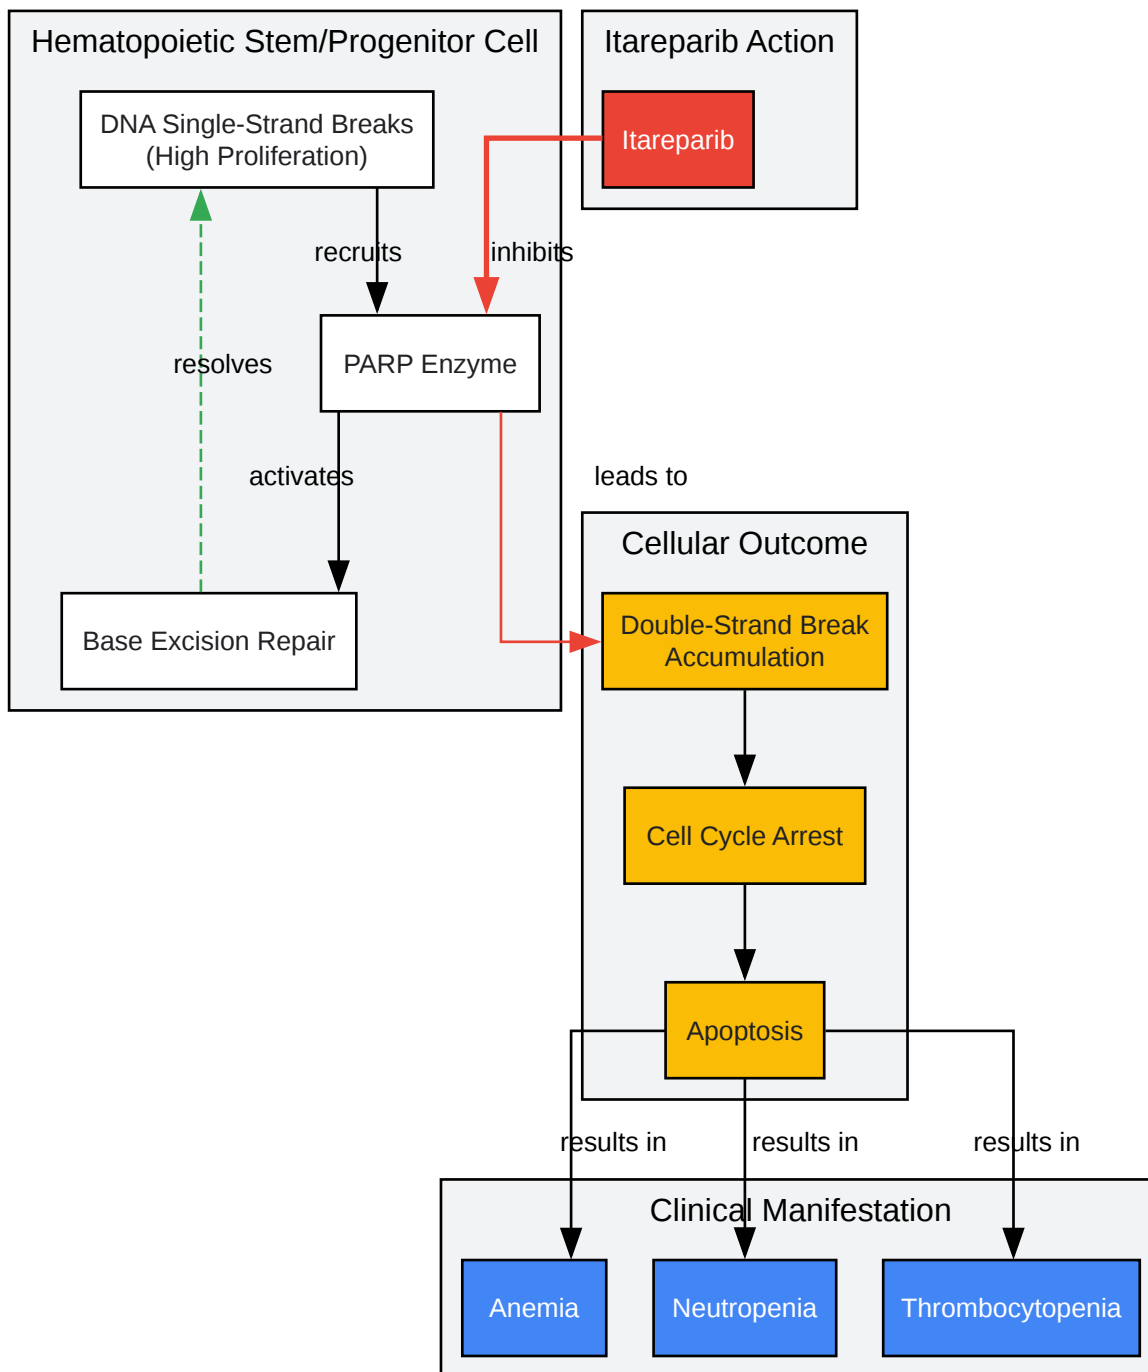 Hematopoietic Stem/Progenitor Cell
Itareparib Action
DNA Single-Strand Breaks
(High Proliferation)
Itareparib
recruits
inhibits
resolves
PARP Enzyme
activates
leads to
Cellular Outcome
Base Excision Repair
Double-Strand Break
Accumulation
Cell Cycle Arrest
Apoptosis
results in
results in
results in
Clinical Manifestation
Anemia
Neutropenia
Thrombocytopenia